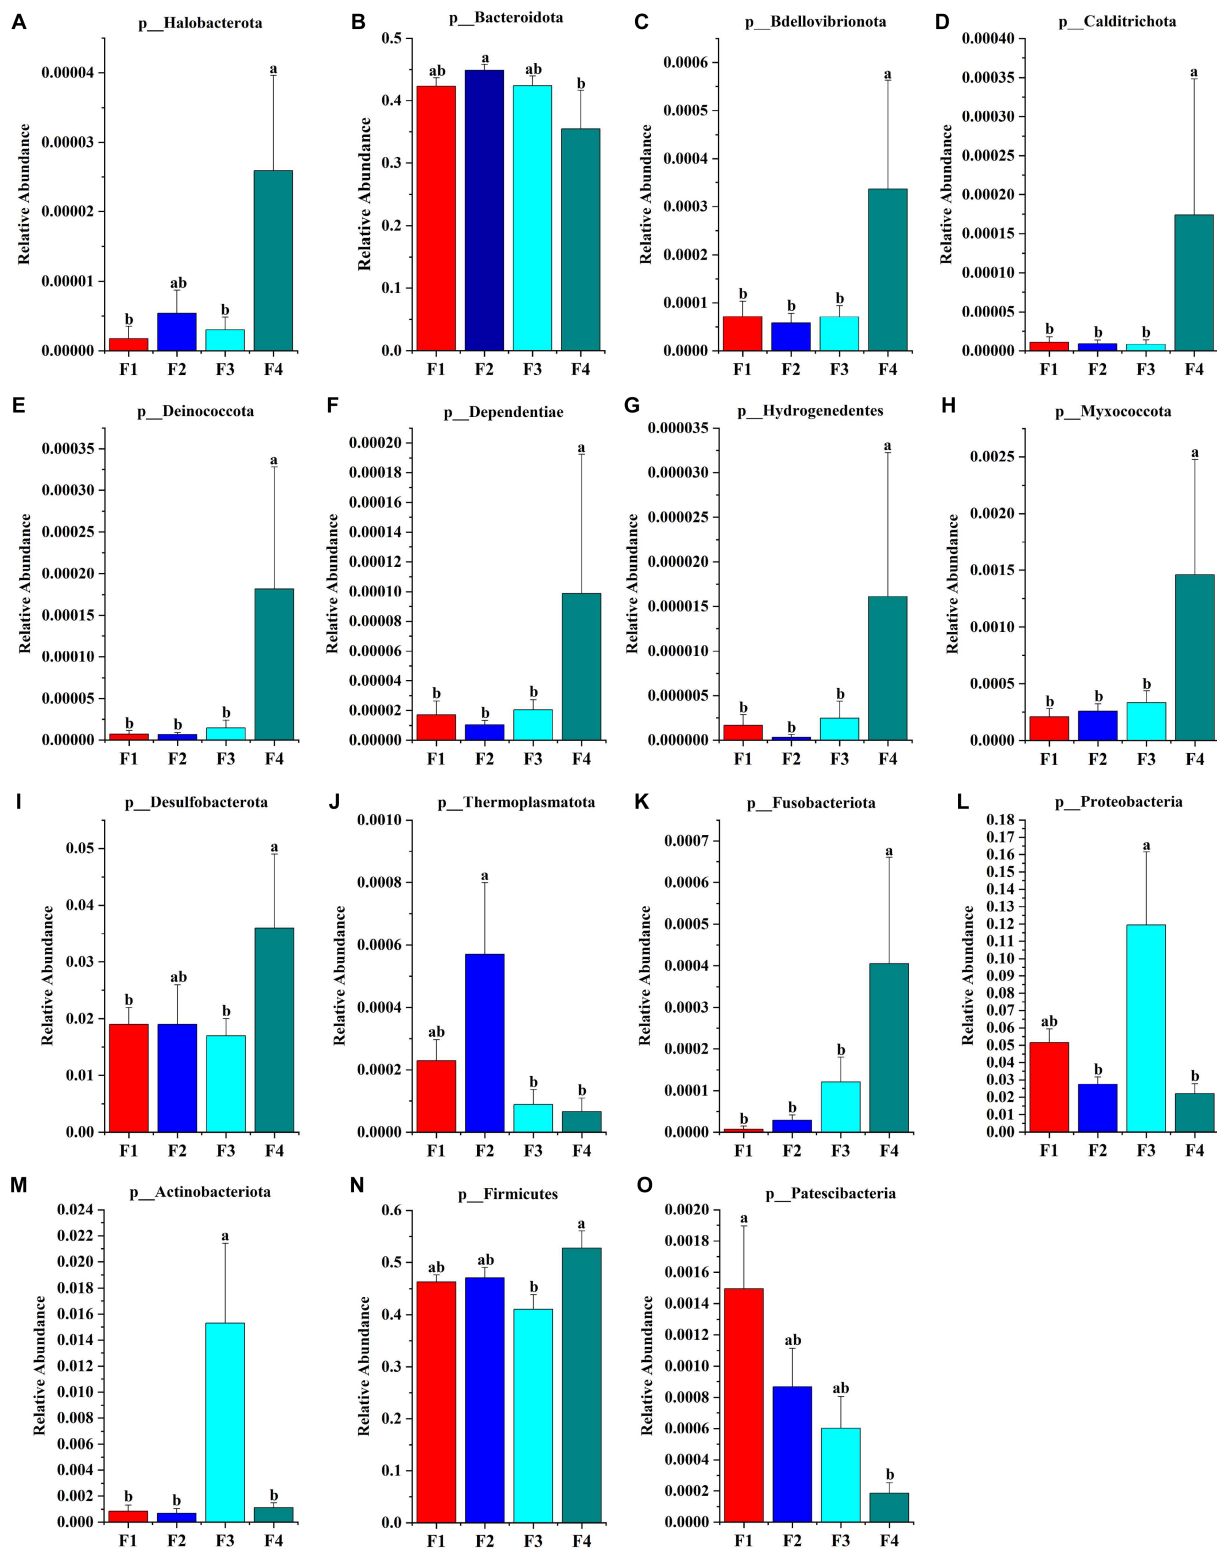 A
p__Halobacterota
Relative Abundance
0.00004
0.00003
0.00002
0.00001
0.00000
b
ab
b
a
F1 F2 F3 F4
B
p__Bacteroidota
Relative Abundance
0.5
0.4
0.3
0.2
0.1
0.0
ab
a
ab
b
F1 F2 F3 F4
C
p__Bdellovibrionota
Relative Abundance
0.0006
0.0005
0.0004
0.0003
0.0002
0.0001
0.0000
b
b
b
a
F1 F2 F3 F4
D
p__Calditrichota
Relative Abundance
0.00040
0.00035
0.00030
0.00025
0.00020
0.00015
0.00010
0.00005
0.00000
b
b
b
a
F1 F2 F3 F4
E
p__Deinococcota
Relative Abundance
0.00035
0.00030
0.00025
0.00020
0.00015
0.00010
0.00005
0.00000
b
b
b
a
F1 F2 F3 F4
F
p__Dependentiae
Relative Abundance
0.00020
0.00018
0.00016
0.00014
0.00012
0.00010
0.00008
0.00006
0.00004
0.00002
0.00000
b
b
b
a
F1 F2 F3 F4
G
p__Hydrogenedentes
Relative Abundance
0.000035
0.000030
0.000025
0.000020
0.000015
0.000010
0.000005
0.000000
b
b
b
a
F1 F2 F3 F4
H
p__Myxococcota
Relative Abundance
0.0025
0.0020
0.0015
0.0010
0.0005
0.0000
b
b
b
a
F1 F2 F3 F4
I
p__Desulfobacterota
Relative Abundance
0.05
0.04
0.03
0.02
0.01
0.00
b
ab
b
a
F1 F2 F3 F4
J
p__Thermoplasmatota
Relative Abundance
0.0010
0.0008
0.0006
0.0004
0.0002
0.0000
ab
a
b
b
F1 F2 F3 F4
K
p__Fusobacteriota
Relative Abundance
0.0007
0.0006
0.0005
0.0004
0.0003
0.0002
0.0001
0.0000
b
b
b
a
F1 F2 F3 F4
L
p__Proteobacteria
Relative Abundance
0.18
0.17
0.16
0.15
0.14
0.13
0.12
0.11
0.10
0.09
0.08
0.07
0.06
0.05
0.04
0.03
0.02
0.01
0.00
ab
b
a
b
F1 F2 F3 F4
M
p__Actinobacteriota
Relative Abundance
0.024
0.022
0.020
0.018
0.016
0.014
0.012
0.010
0.008
0.006
0.004
0.002
0.000
b
b
a
b
F1 F2 F3 F4
N
p__Firmicutes
Relative Abundance
0.6
0.5
0.4
0.3
0.2
0.1
0.0
ab
ab
b
a
F1 F2 F3 F4
O
p__Patescibacteria
Relative Abundance
0.0020
0.0018
0.0016
0.0014
0.0012
0.0010
0.0008
0.0006
0.0004
0.0002
0.0000
a
ab
ab
b
F1 F2 F3 F4